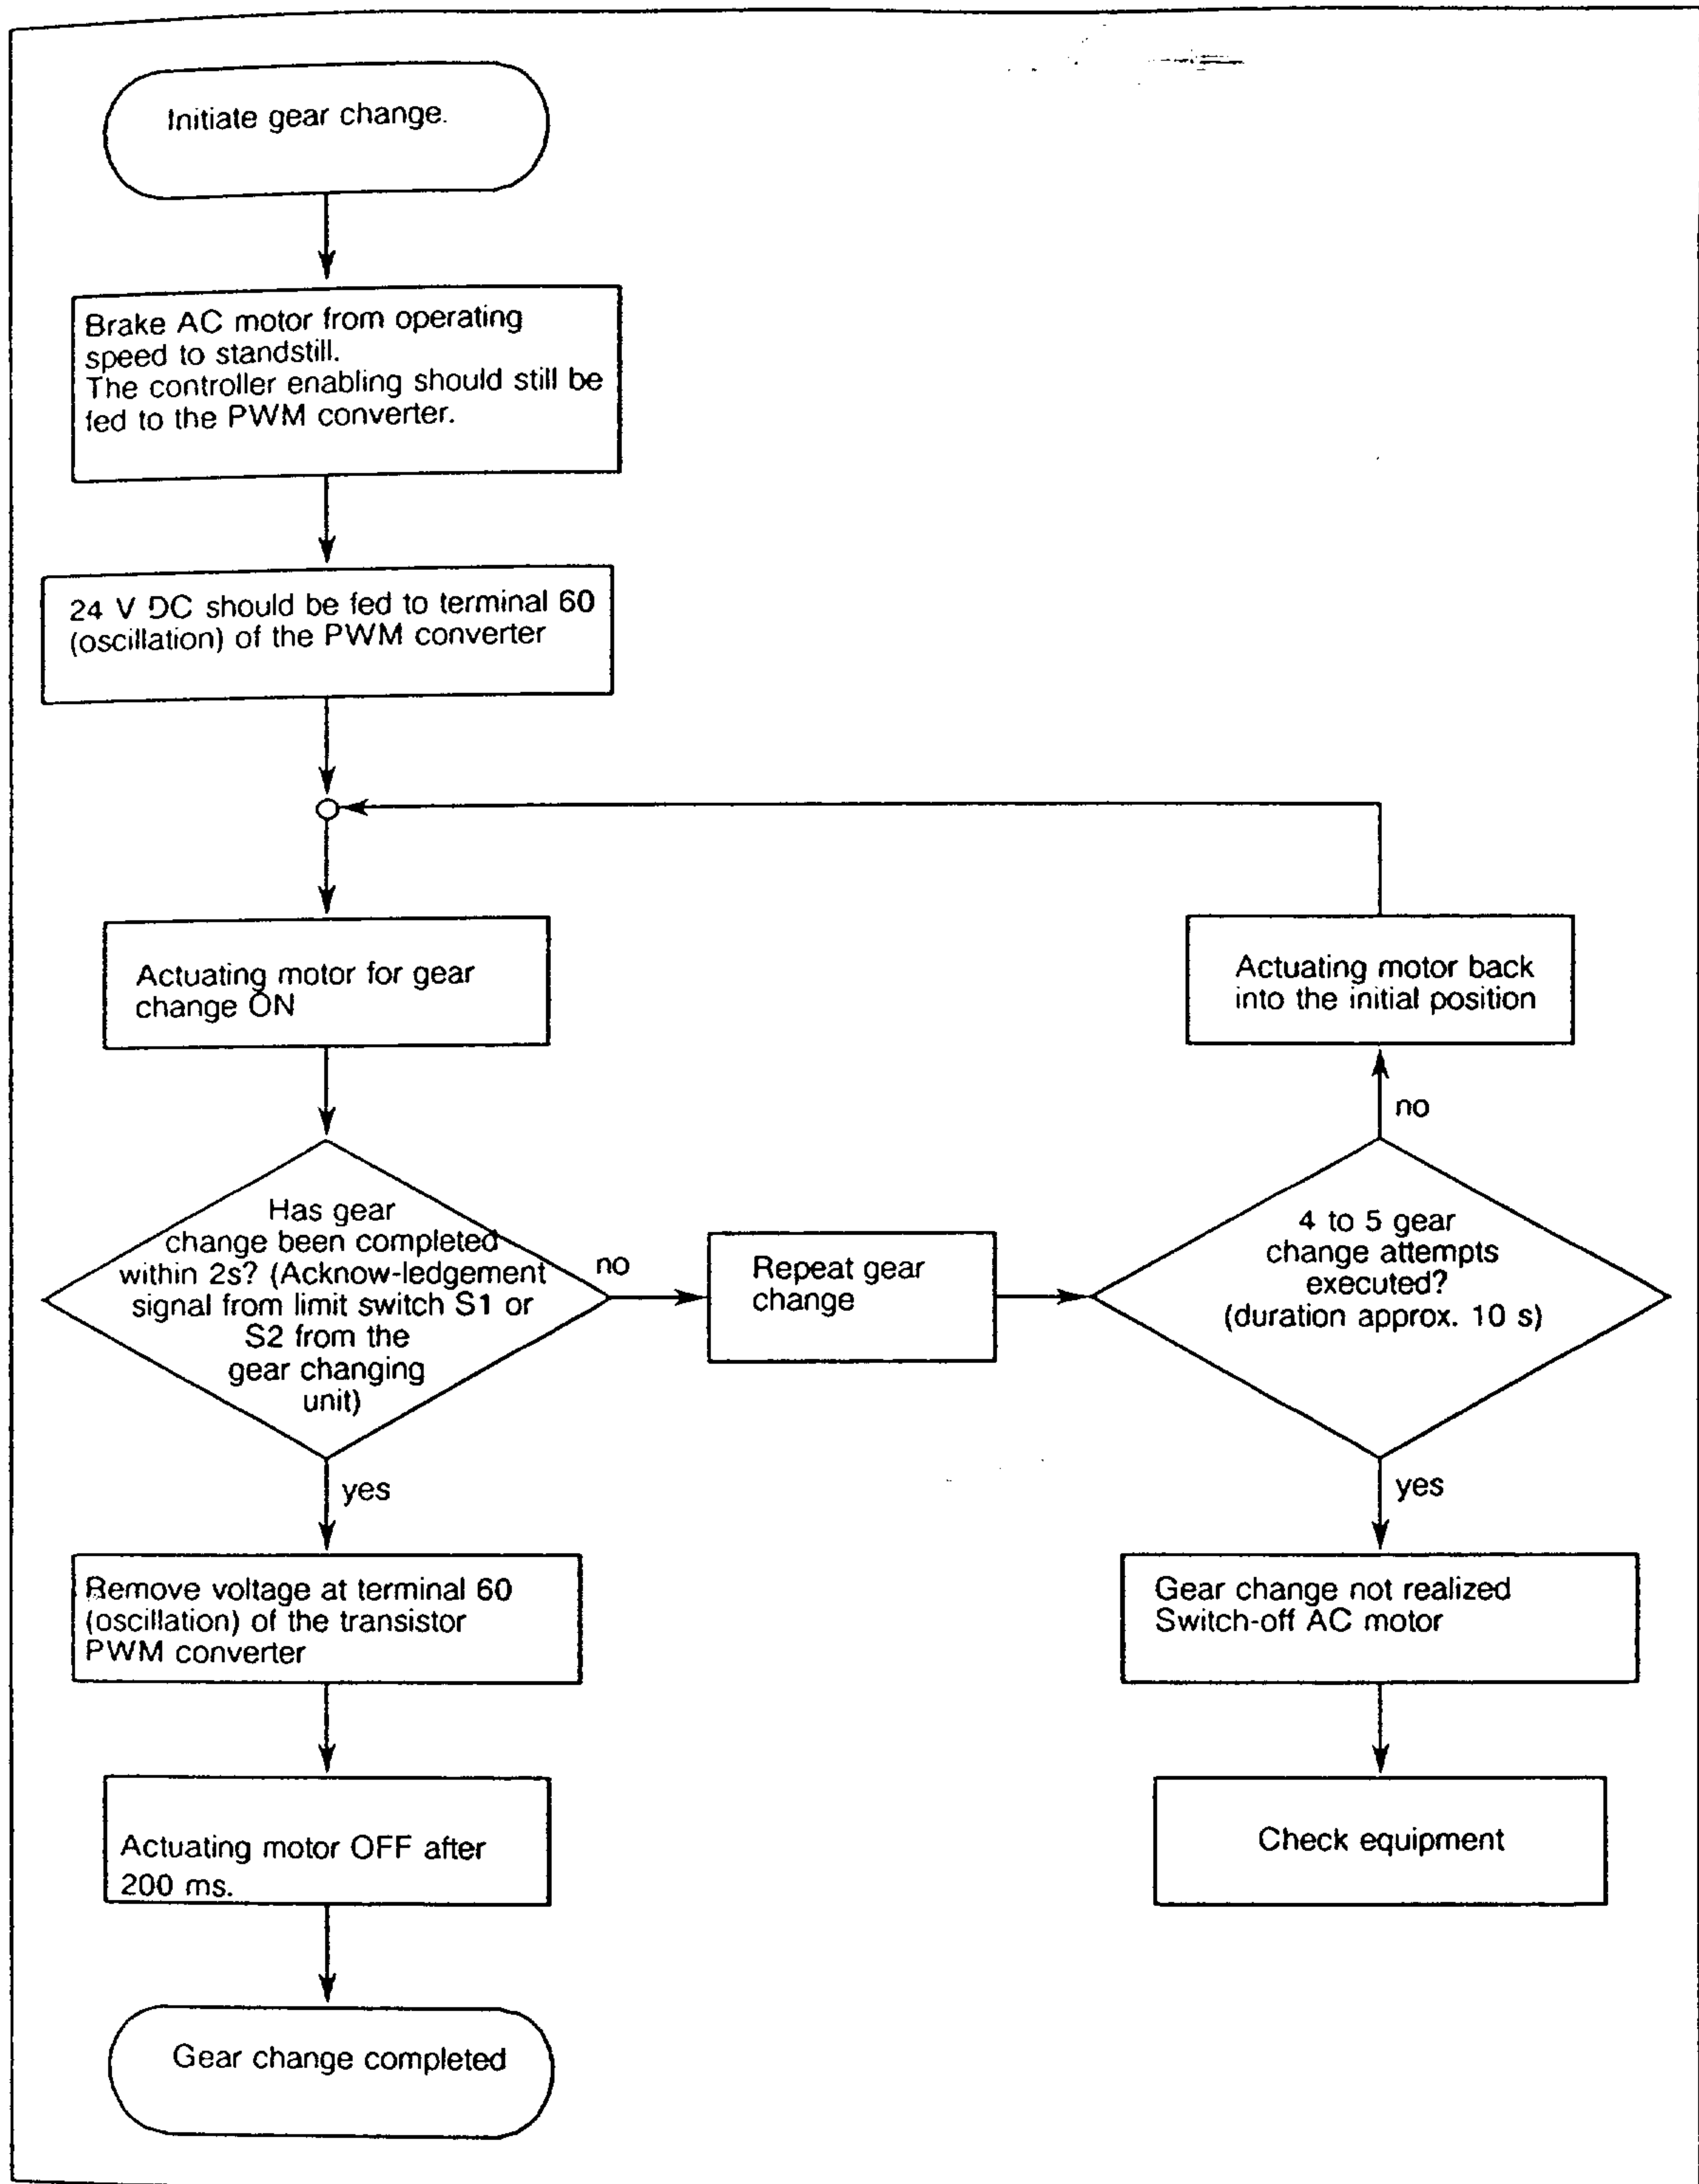 Initiate gear change.
Brake AC motor from operating
speed to standstill.
The controller enabling should still be
fed to the PWM converter.
24 V DC should be fed to terminal 60
(oscillation) of the PWM converter
Actuating motor for gear
change ON
Actuating motor back
into the initial position
no
Has gear
change been completed
within 2s? (Acknow-ledgement
signal from limit switch S1 or
S2 from the
gear changing
unit)
no
Repeat gear
change
4 to 5 gear
change attempts
executed?
(duration approx. 10 s)
yes
yes
Remove voltage at terminal 60
(oscillation) of the transistor
PWM converter
Gear change not realized
Switch-off AC motor
Actuating motor OFF after
200 ms.
Check equipment
Gear change completed